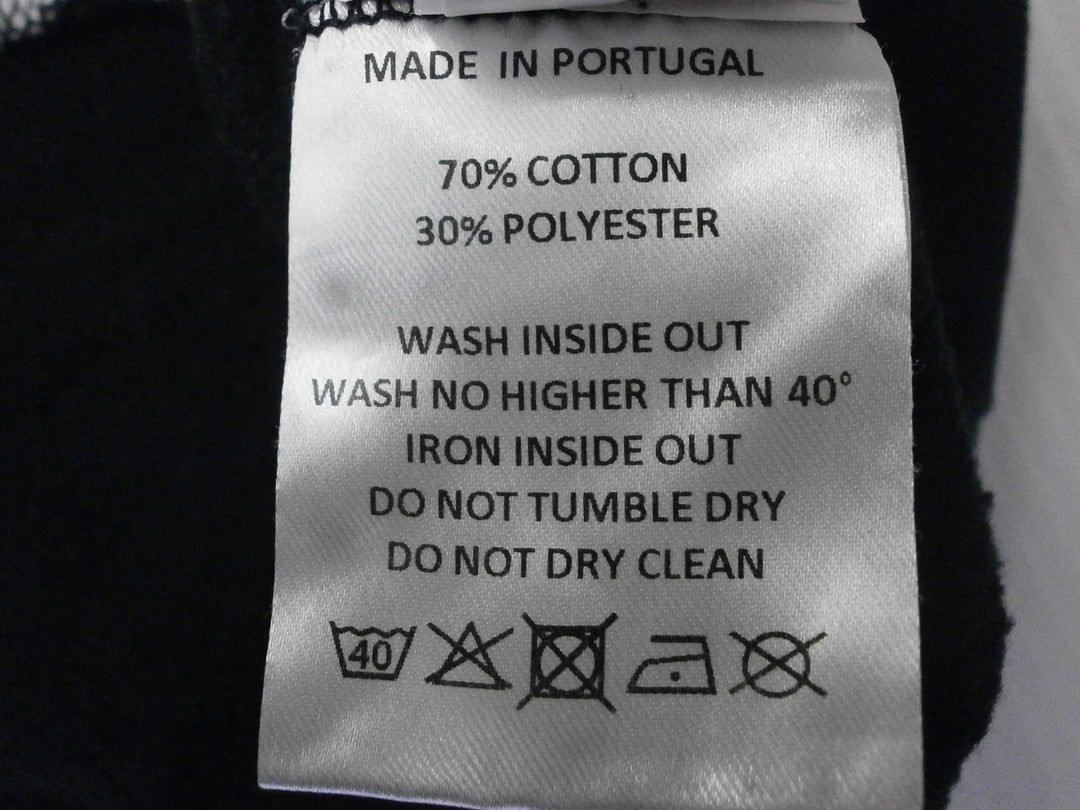 MADE IN PORTUGAL
70% COTTON
30% POLYESTER
WASH INSIDE OUT
WASH NO HIGHER THAN 40°
IRON INSIDE OUT
DO NOT TUMBLE DRY
DO NOT DRY CLEAN
40